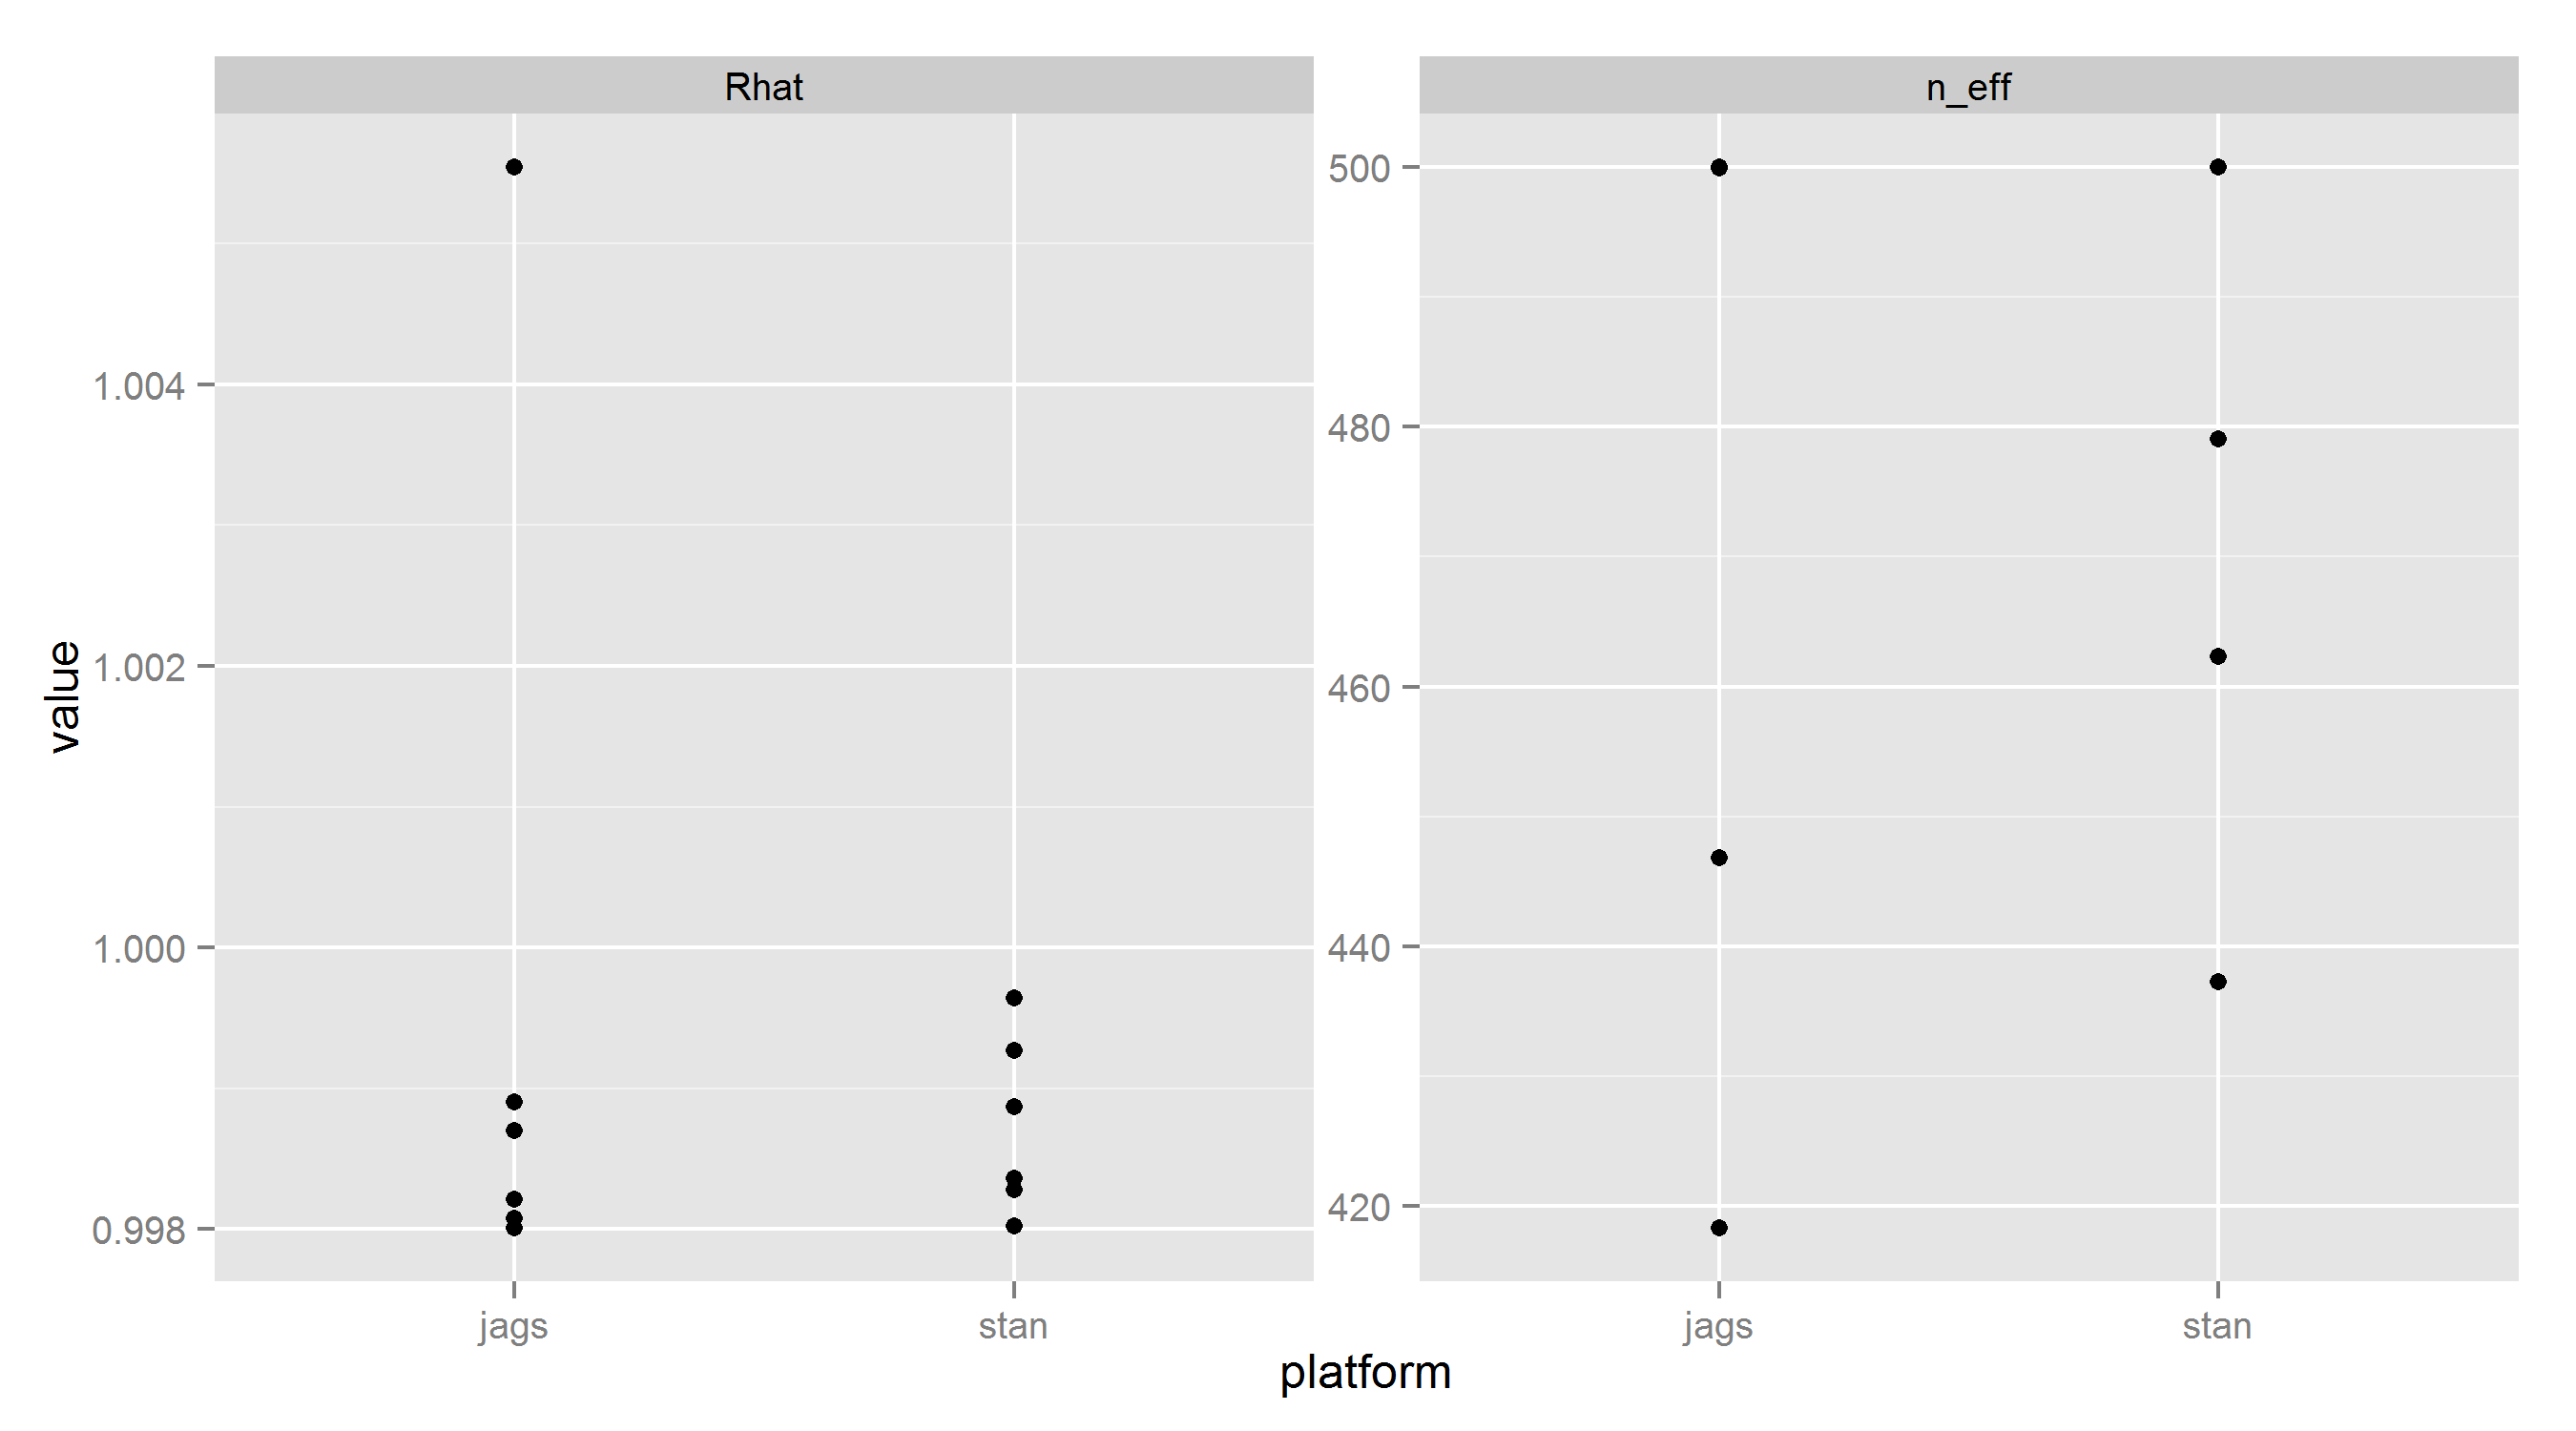 Rhat
n_eff
value
1.004
1.002
1.000
0.998
500
480
460
440
420
jags
stan
jags
stan
platform